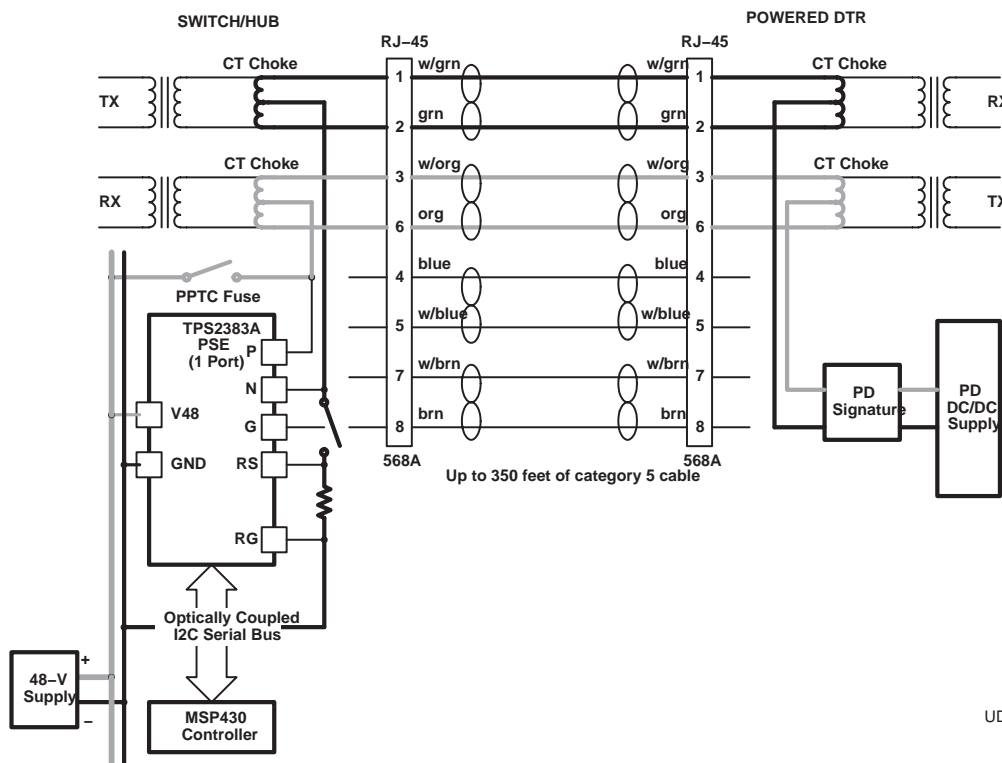 SWITCH/HUB
POWERED DTR
RJ–45
RJ–45
CT Choke
w/grn
w/grn
CT Choke
1
1
TX
RX
grn
grn
2
2
CT Choke
w/org
w/org
CT Choke
3
3
RX
TX
org
org
6
6
blue
blue
4
4
PPTC Fuse
w/blue
w/blue
5
5
TPS2383A
PSE
(1 Port)
P
w/brn
w/brn
7
7
N
V48
G
brn
brn
8
8
PD
Signature
PD
DC/DC
Supply
GND
RS
568A
568A
Up to 350 feet of category 5 cable
RG
Optically Coupled
I2C Serial Bus
+
48–V
Supply
–
MSP430
Controller
UD